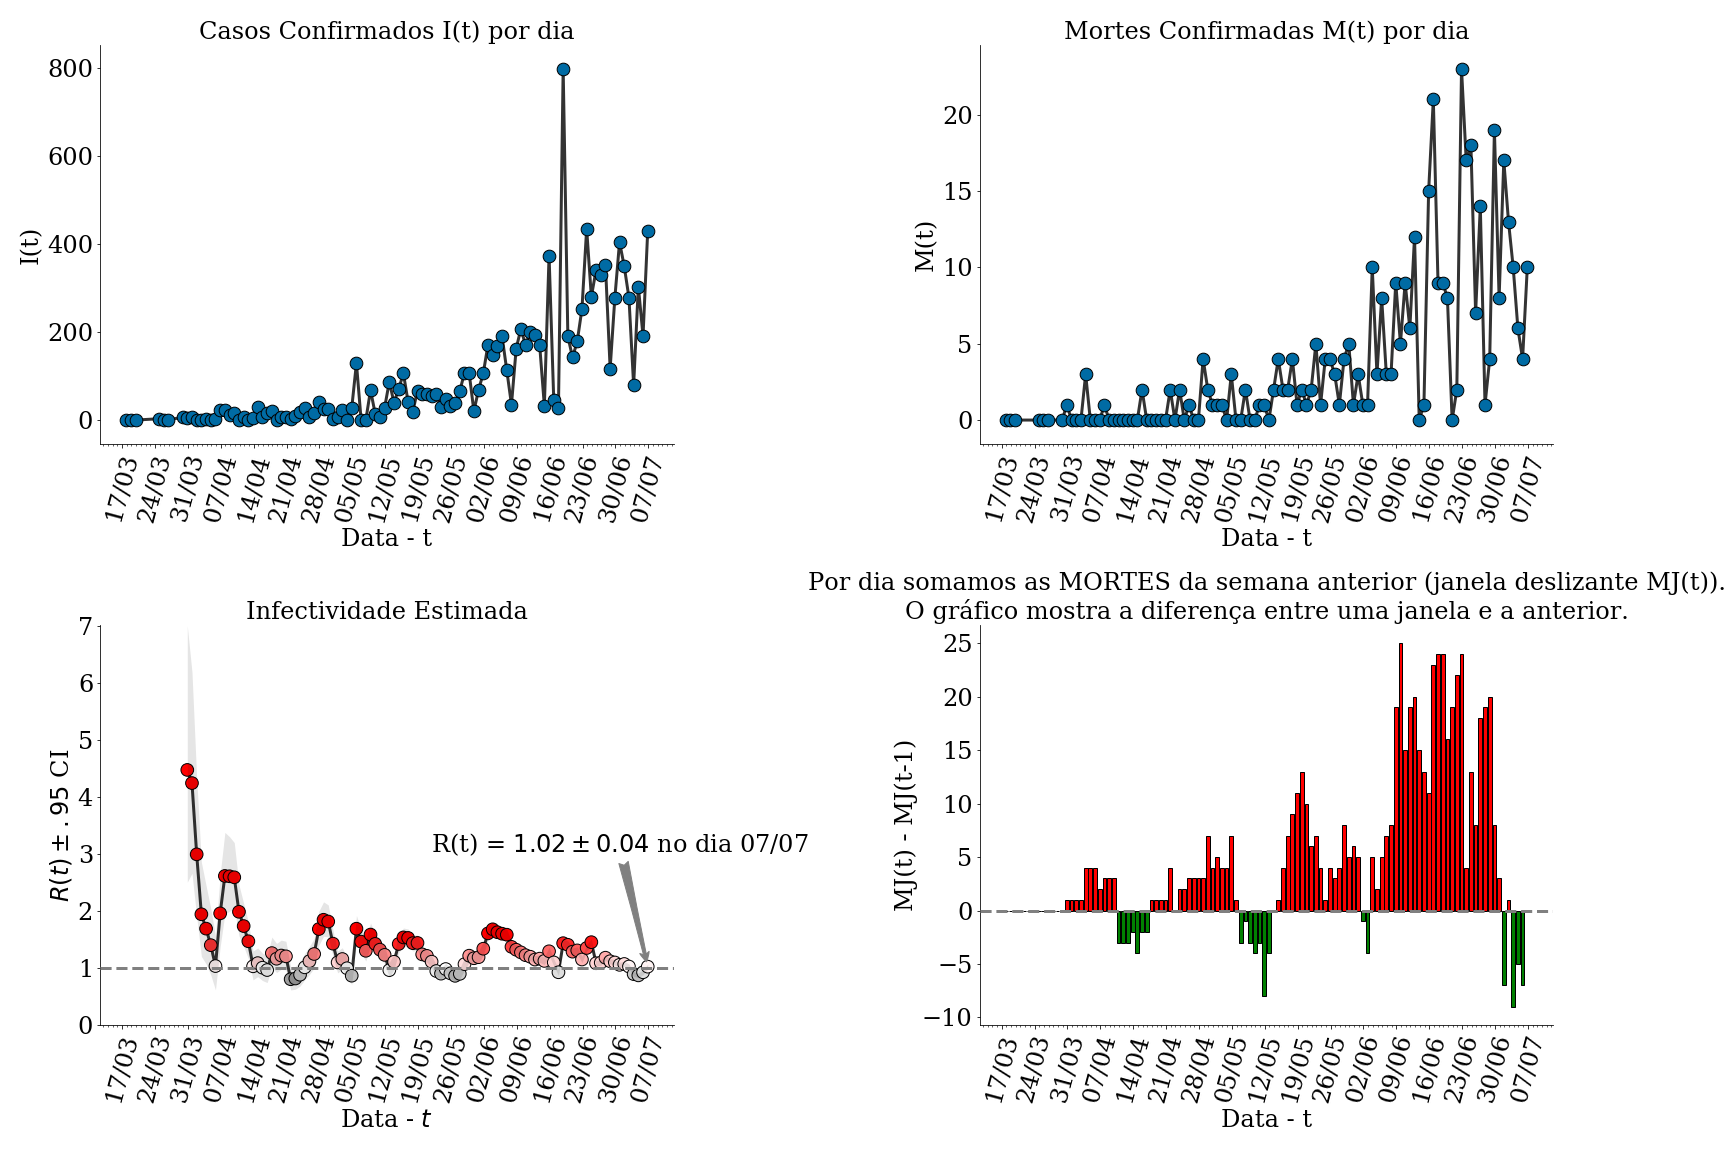 Casos Confirmados I(t) por dia
800
600
400
200
0
I(t)
17/03 24/03 31/03 07/04 14/04 21/04 28/04 05/05 12/05 19/05 26/05 02/06 09/06 16/06 23/06 30/06 07/07
Data - t
Mortes Confirmadas M(t) por dia
20
15
10
5
0
M(t)
17/03 24/03 31/03 07/04 14/04 21/04 28/04 05/05 12/05 19/05 26/05 02/06 09/06 16/06 23/06 30/06 07/07
Data - t
Infectividade Estimada
7
6
5
4
3
2
1
0
R(t) ± .95 CI
R(t) = 1.02 ± 0.04 no dia 07/07
17/03 24/03 31/03 07/04 14/04 21/04 28/04 05/05 12/05 19/05 26/05 02/06 09/06 16/06 23/06 30/06 07/07
Data - t
Por dia somamos as MORTES da semana anterior (janela deslizante MJ(t)).
O gráfico mostra a diferença entre uma janela e a anterior.
25
20
15
10
5
0
−5
−10
MJ(t) - MJ(t-1)
17/03 24/03 31/03 07/04 14/04 21/04 28/04 05/05 12/05 19/05 26/05 02/06 09/06 16/06 23/06 30/06 07/07
Data - t